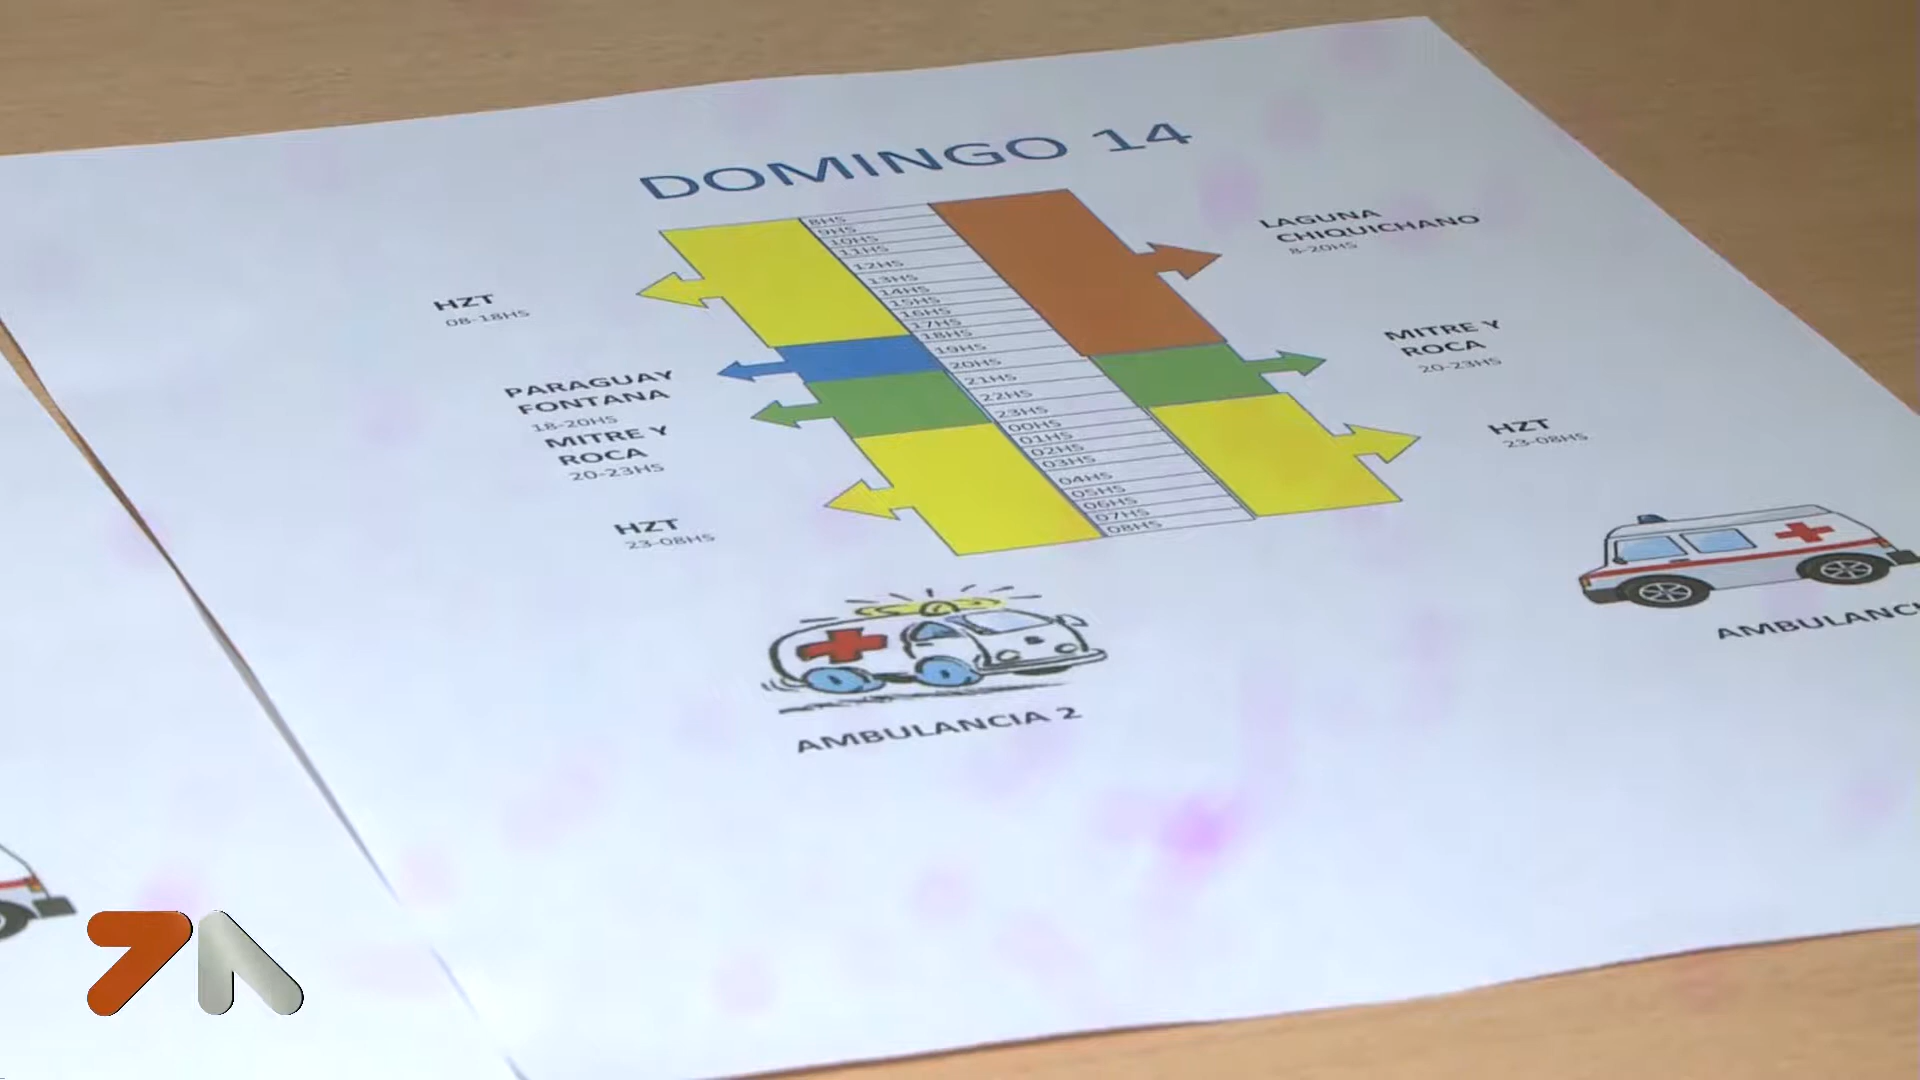 DOMINGO 14
HZT
08-18HS
PARAGUAY
FONTANA
18-20HS
MITRE Y
ROCA
20-23HS
HZT
23-08HS
8HS
9HS
10HS
11HS
12HS
13HS
14HS
15HS
16HS
17HS
18HS
19HS
20HS
21HS
22HS
23HS
00HS
01HS
02HS
03HS
04HS
05HS
06HS
07HS
08HS
LAGUNA
CHIQUICHANO
8-20HS
MITRE Y
ROCA
20-23HS
HZT
23-08HS
AMBULANCIA 2